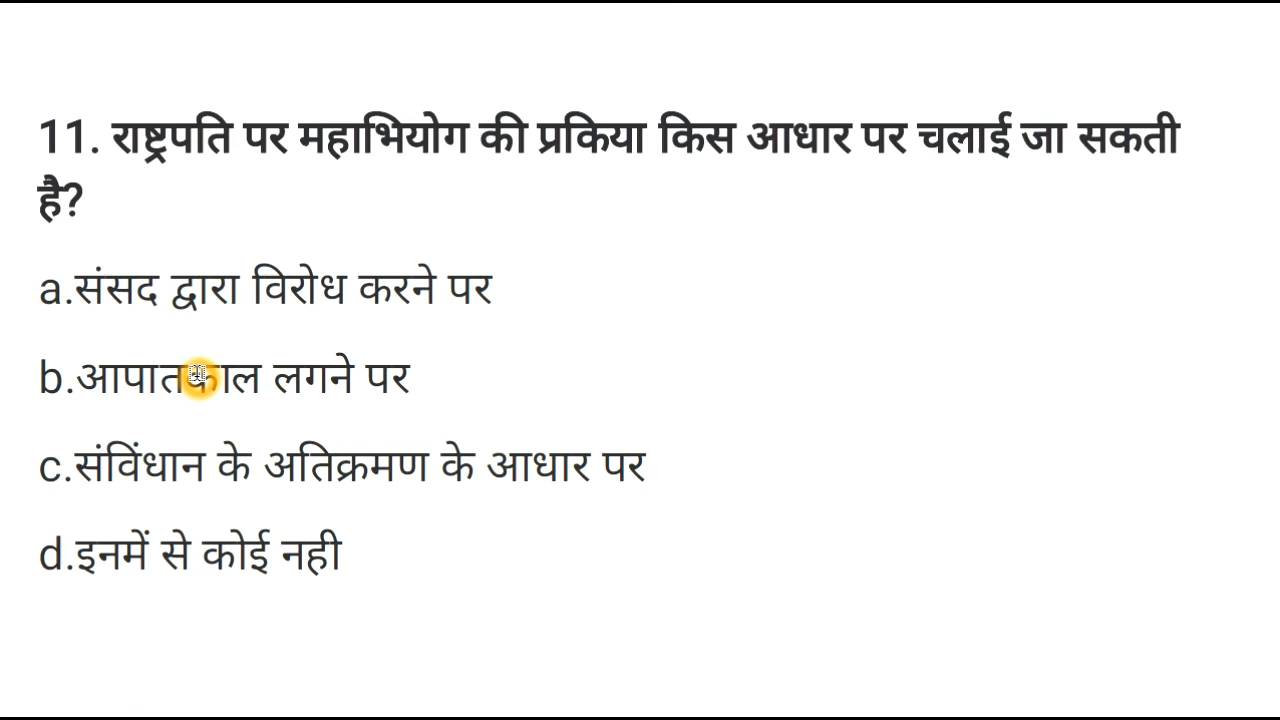 11. राष्ट्रपति पर महाभियोग की प्रकिया किस आधार पर चलाई जा सकती
है?
a.संसद द्वारा विरोध करने पर
b.आपातकाल लगने पर
c.संविंधान के अतिक्रमण के आधार पर
d.इनमें से कोई नही